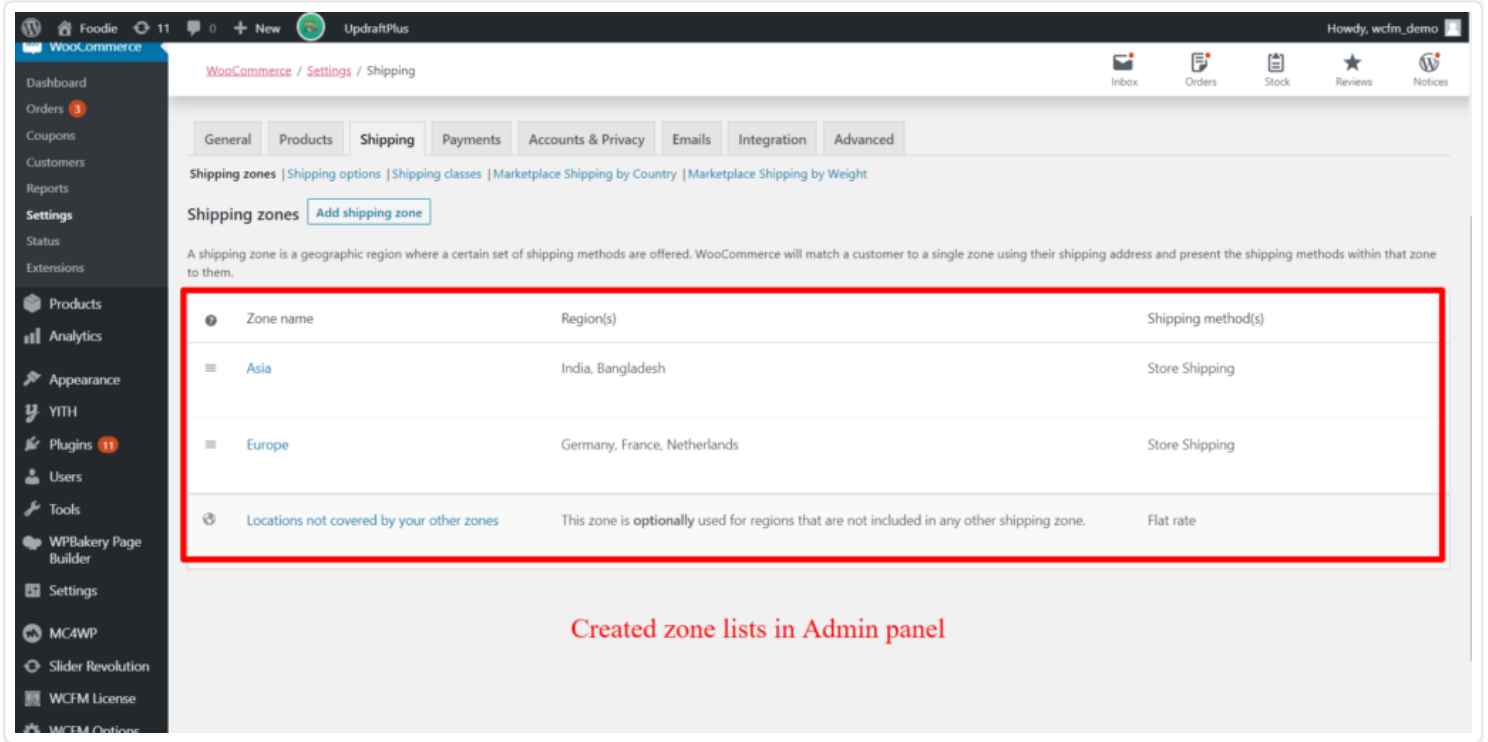 Foodie 11 0 + New UpdraftPlus Howdy, wcfm_demo
WooCommerce
WooCommerce / Settings / Shipping
Inbox Orders Stock Reviews Notices
Dashboard
Orders 3
Coupons
Customers
Reports
Settings
Status
Extensions
Products
Analytics
Appearance
YITH
Plugins 11
Users
Tools
WPBakery Page
Builder
Settings
MC4WP
Slider Revolution
WCFM License
WCFM Options
General Products Shipping Payments Accounts & Privacy Emails Integration Advanced
Shipping zones | Shipping options | Shipping classes | Marketplace Shipping by Country | Marketplace Shipping by Weight
Shipping zones Add shipping zone
A shipping zone is a geographic region where a certain set of shipping methods are offered. WooCommerce will match a customer to a single zone using their shipping address and present the shipping methods within that zone
to them.
Zone name Region(s) Shipping method(s)
Asia India, Bangladesh Store Shipping
Europe Germany, France, Netherlands Store Shipping
Locations not covered by your other zones This zone is optionally used for regions that are not included in any other shipping zone. Flat rate
Created zone lists in Admin panel